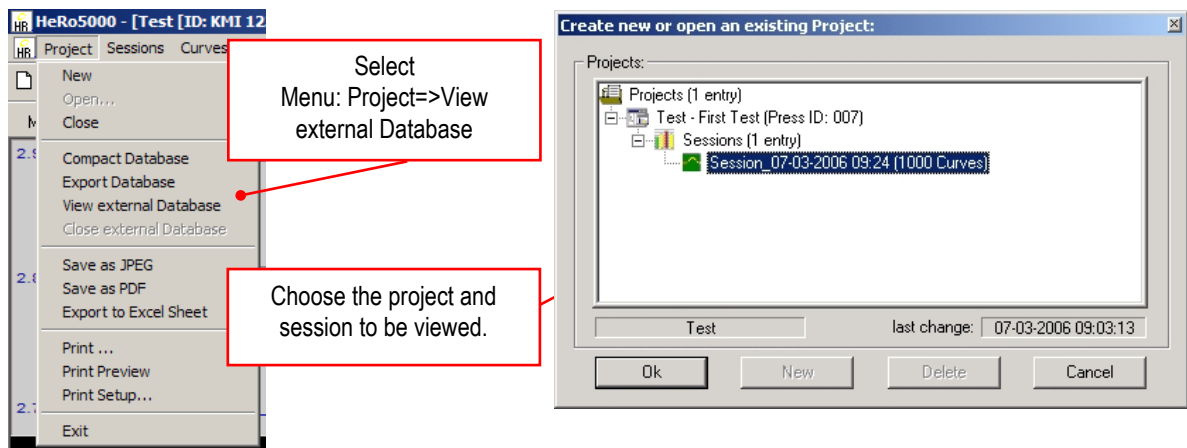 HeRo5000 - [Test [ID: KMI 12
Project Sessions Curves
New
Open...
Close
Compact Database
Export Database
View external Database
Close external Database
Save as JPEG
Save as PDF
Export to Excel Sheet
Print ...
Print Preview
Print Setup...
Exit
2.8
2.7
Select
Menu: Project=>View
external Database
Choose the project and
session to be viewed.
Create new or open an existing Project:
Projects:
Projects (1 entry)
Test - First Test (Press ID: 007)
Sessions (1 entry)
Session_07-03-2006 09:24 (1000 Curves)
Test last change: 07-03-2006 09:03:13
Ok New Delete Cancel